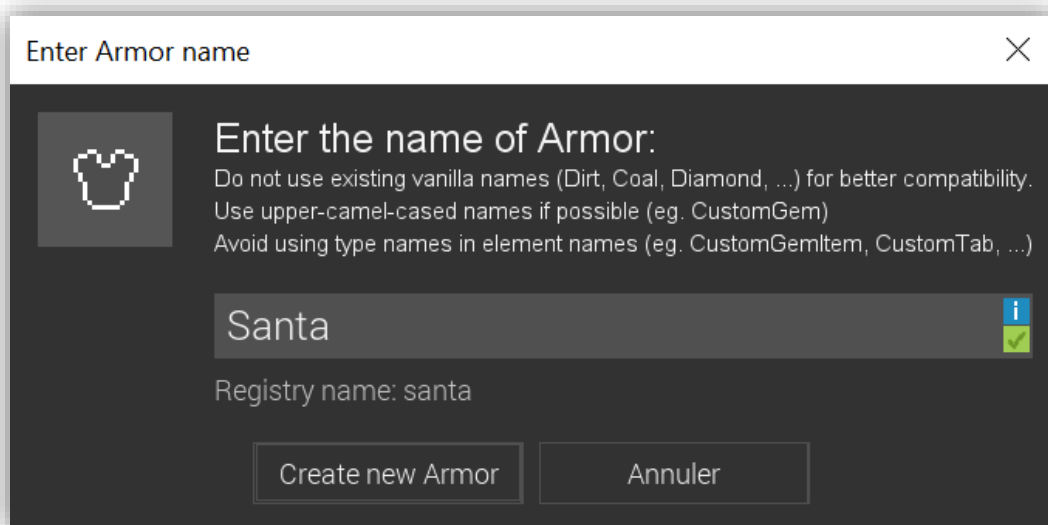 Enter Armor name
Enter the name of Armor:
Do not use existing vanilla names (Dirt, Coal, Diamond, ...) for better compatibility.
Use upper-camel-cased names if possible (eg. CustomGem)
Avoid using type names in element names (eg. CustomGemItem, CustomTab, ...)
Santa
i
Registry name: santa
Create new Armor
Annuler